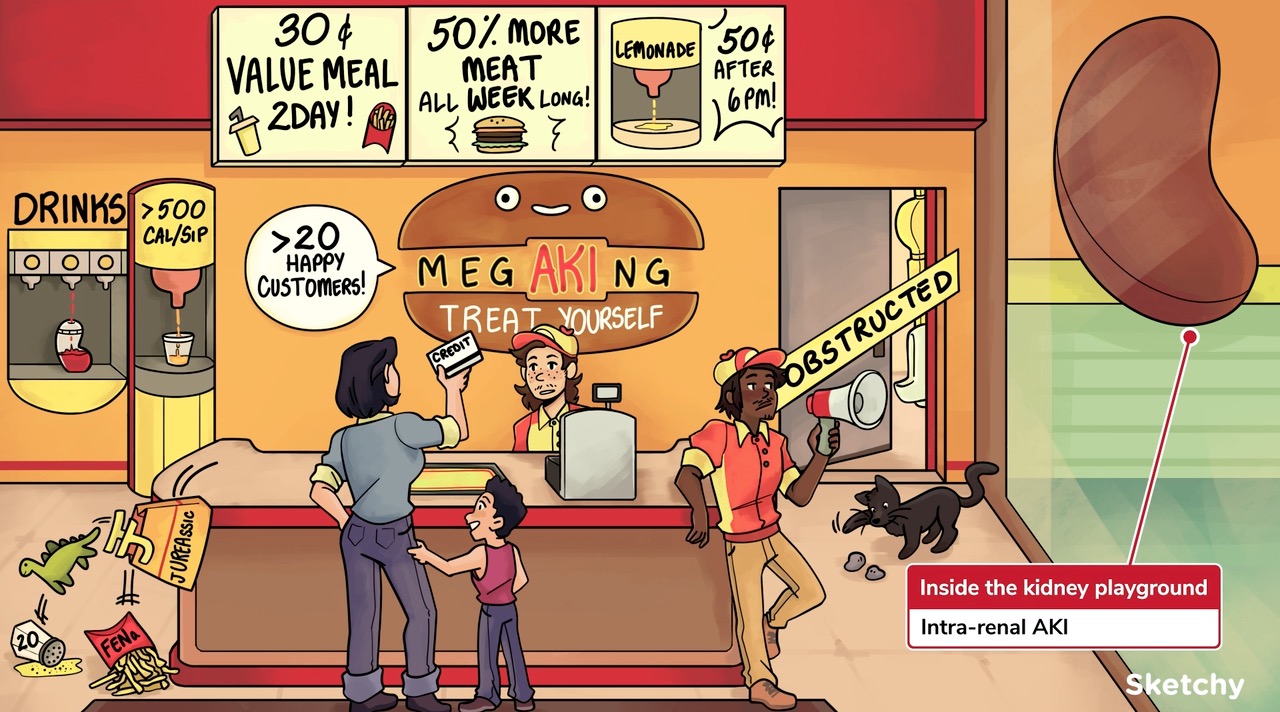 30¢
VALUE MEAL
2DAY!
50% MORE
MEAT
ALL WEEK LONG!
LEMONADE
50¢
AFTER
6PM!
DRINKS
>500
CAL/SIP
>20
HAPPY
CUSTOMERS!
MEGAKING
TREAT YOURSELF
CREDIT
OBSTRUCTED
JUREASSIC
20
FENa
Inside the kidney playground
Intra-renal AKI
Sketchy